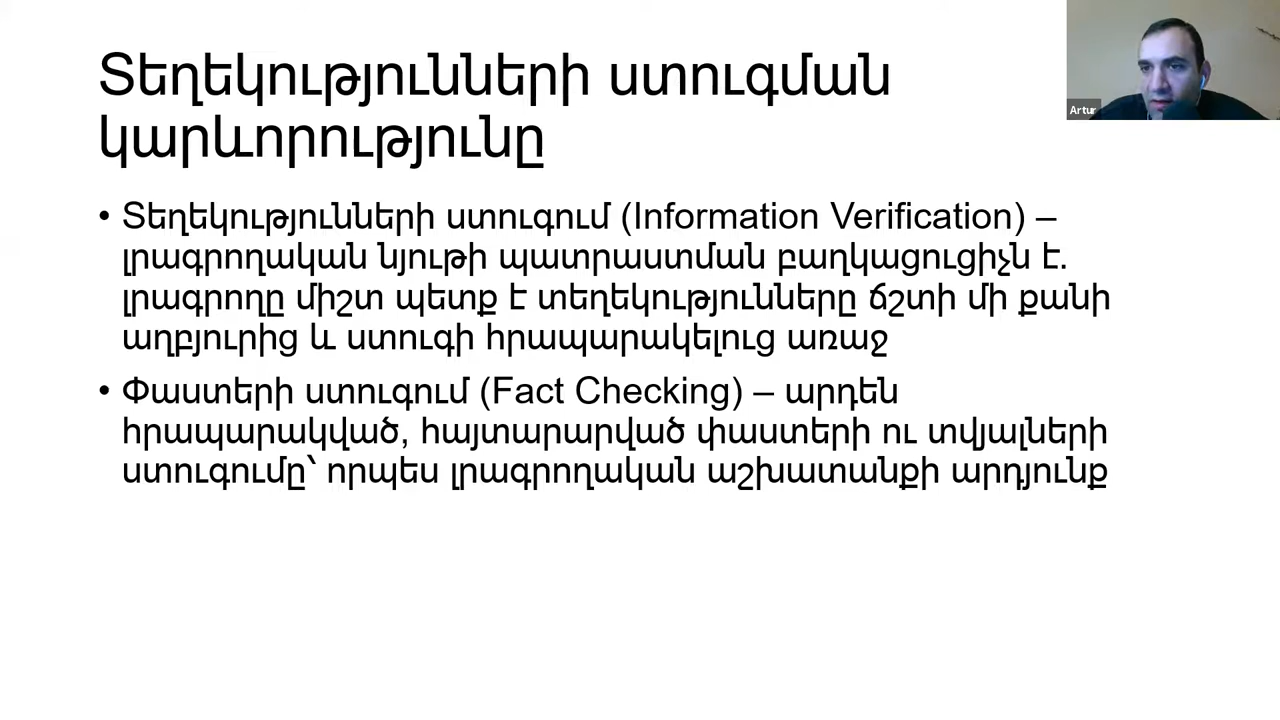 Տեղեկությունների ստուգման
կարևորությունը
• Տեղեկությունների ստուգում (Information Verification) –
լրագրողական նյութի պատրաստման բաղկացուցիչն է.
լրագրողը միշտ պետք է տեղեկությունները ճշտի մի քանի
աղբյուրից և ստուգի հրապարակելուց առաջ
• Փաստերի ստուգում (Fact Checking) – արդեն
հրապարակված, հայտարարված փաստերի ու տվյալների
ստուգումը՝ որպես լրագրողական աշխատանքի արդյունք
Artur